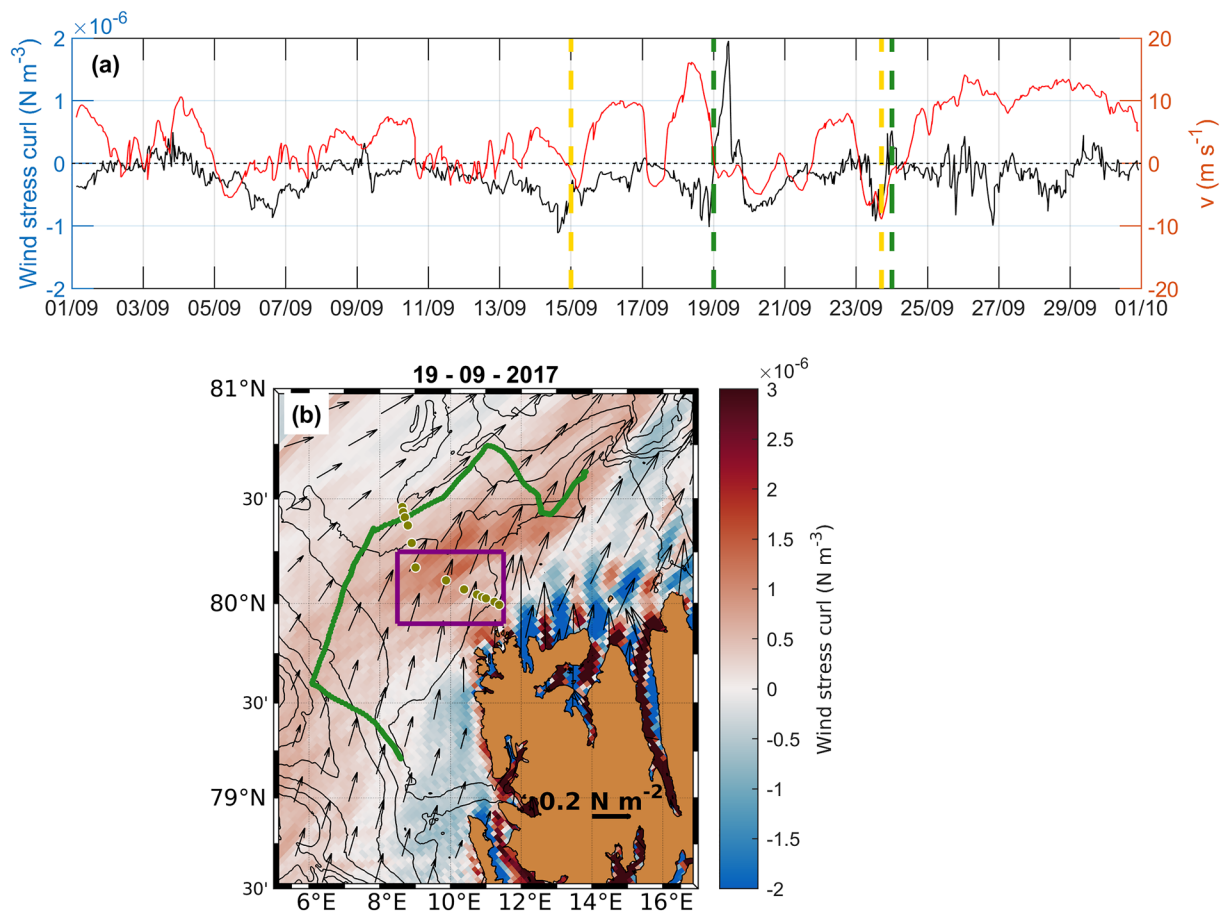 ×10⁻⁶
(a)
Wind stress curl (N m⁻³)
2
1
0
-1
-2
20
10
0
-10
-20
v (m s⁻¹)
01/09 03/09 05/09 07/09 09/09 11/09 13/09 15/09 17/09 19/09 21/09 23/09 25/09 27/09 29/09 01/10
19 - 09 - 2017
(b)
81°N
30'
80°N
30'
79°N
30'
6°E 8°E 10°E 12°E 14°E 16°E
0.2 N m⁻²
×10⁻⁶
3
2.5
2
1.5
1
0.5
0
-0.5
-1
-1.5
-2
Wind stress curl (N m⁻³)